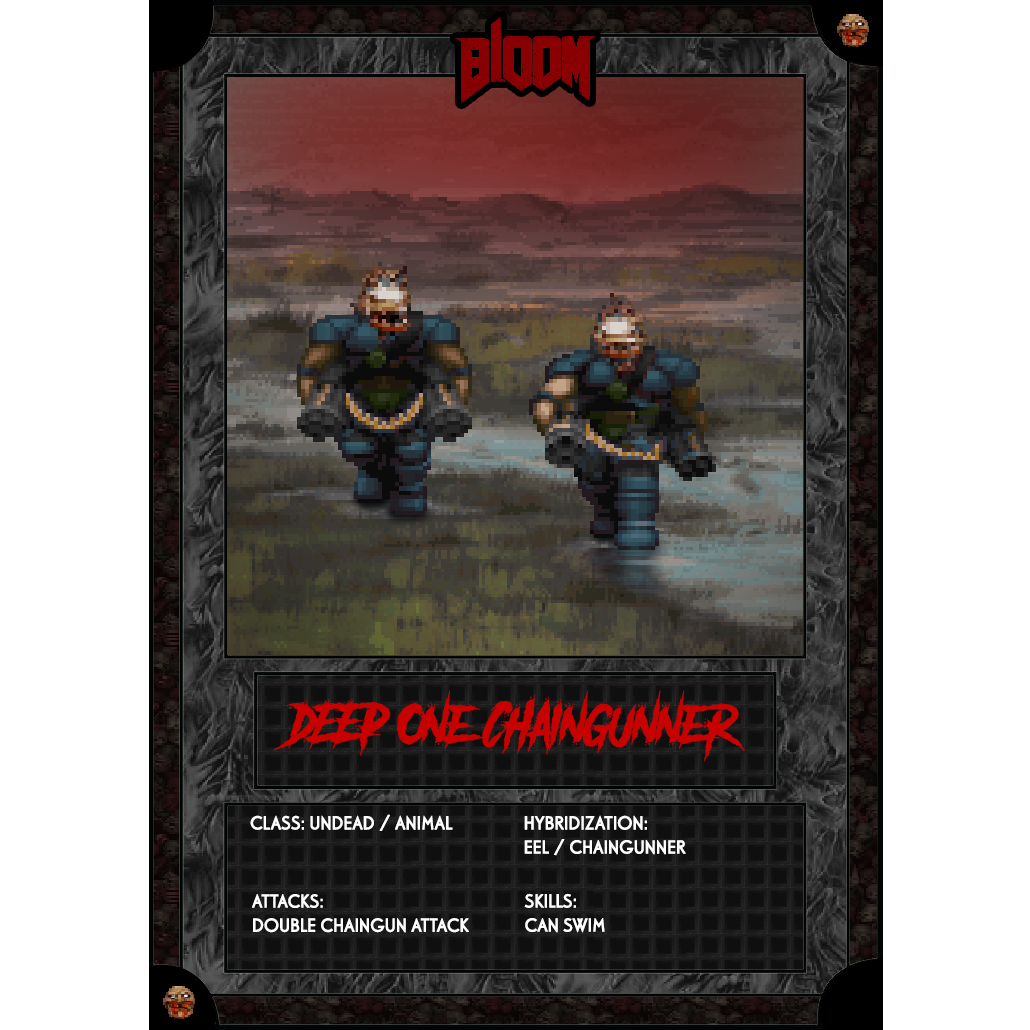 BLOOM
DEEP ONE CHAINGUNNER
CLASS: UNDEAD / ANIMAL
HYBRIDIZATION:
EEL / CHAINGUNNER
ATTACKS:
DOUBLE CHAINGUN ATTACK
SKILLS:
CAN SWIM